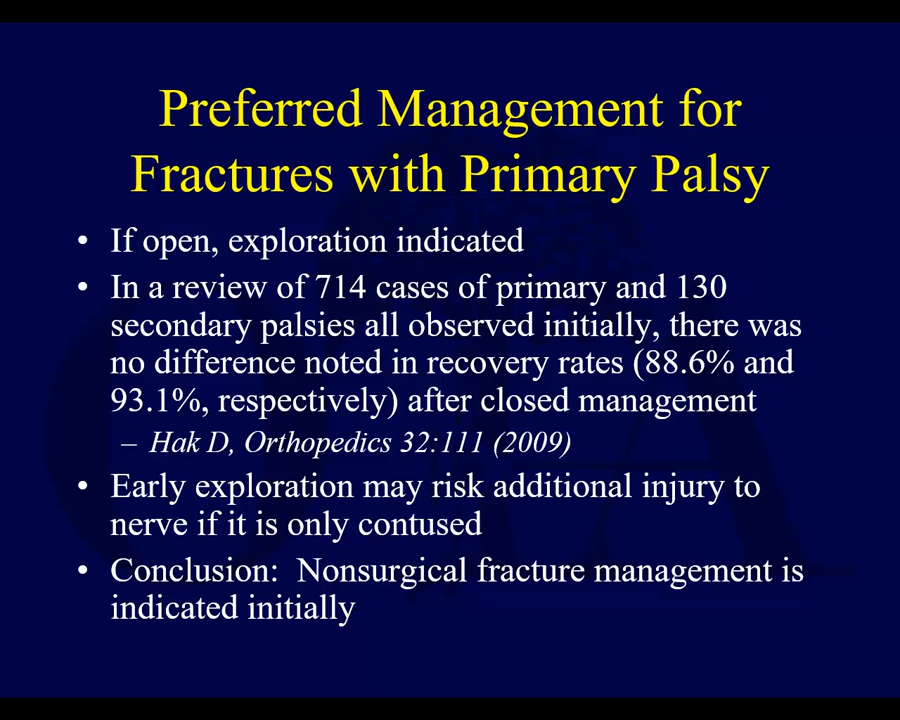 Preferred Management for
Fractures with Primary Palsy
• If open, exploration indicated
• In a review of 714 cases of primary and 130
secondary palsies all observed initially, there was
no difference noted in recovery rates (88.6% and
93.1%, respectively) after closed management
– Hak D, Orthopedics 32:111 (2009)
• Early exploration may risk additional injury to
nerve if it is only contused
• Conclusion:  Nonsurgical fracture management is
indicated initially